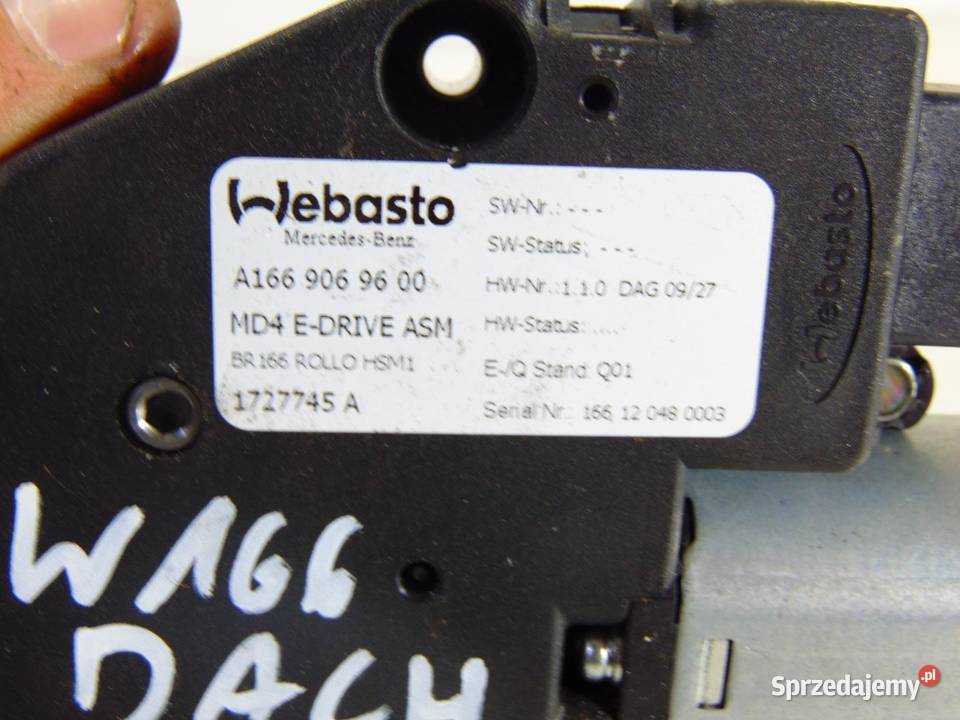 Webasto
Mercedes-Benz
A166 906 96 00
MD4 E-DRIVE ASM
BR166 ROLLO HSM1
1727745 A
SW-Nr.: - - -
SW-Status: - - -
HW-Nr.:1.1.0 DAG 09/27
HW-Status: .....
E-/Q Stand: Q01
Serial Nr.: 166, 12 048 0003
Webasto
W166
DACH
Sprzedajemy.pl